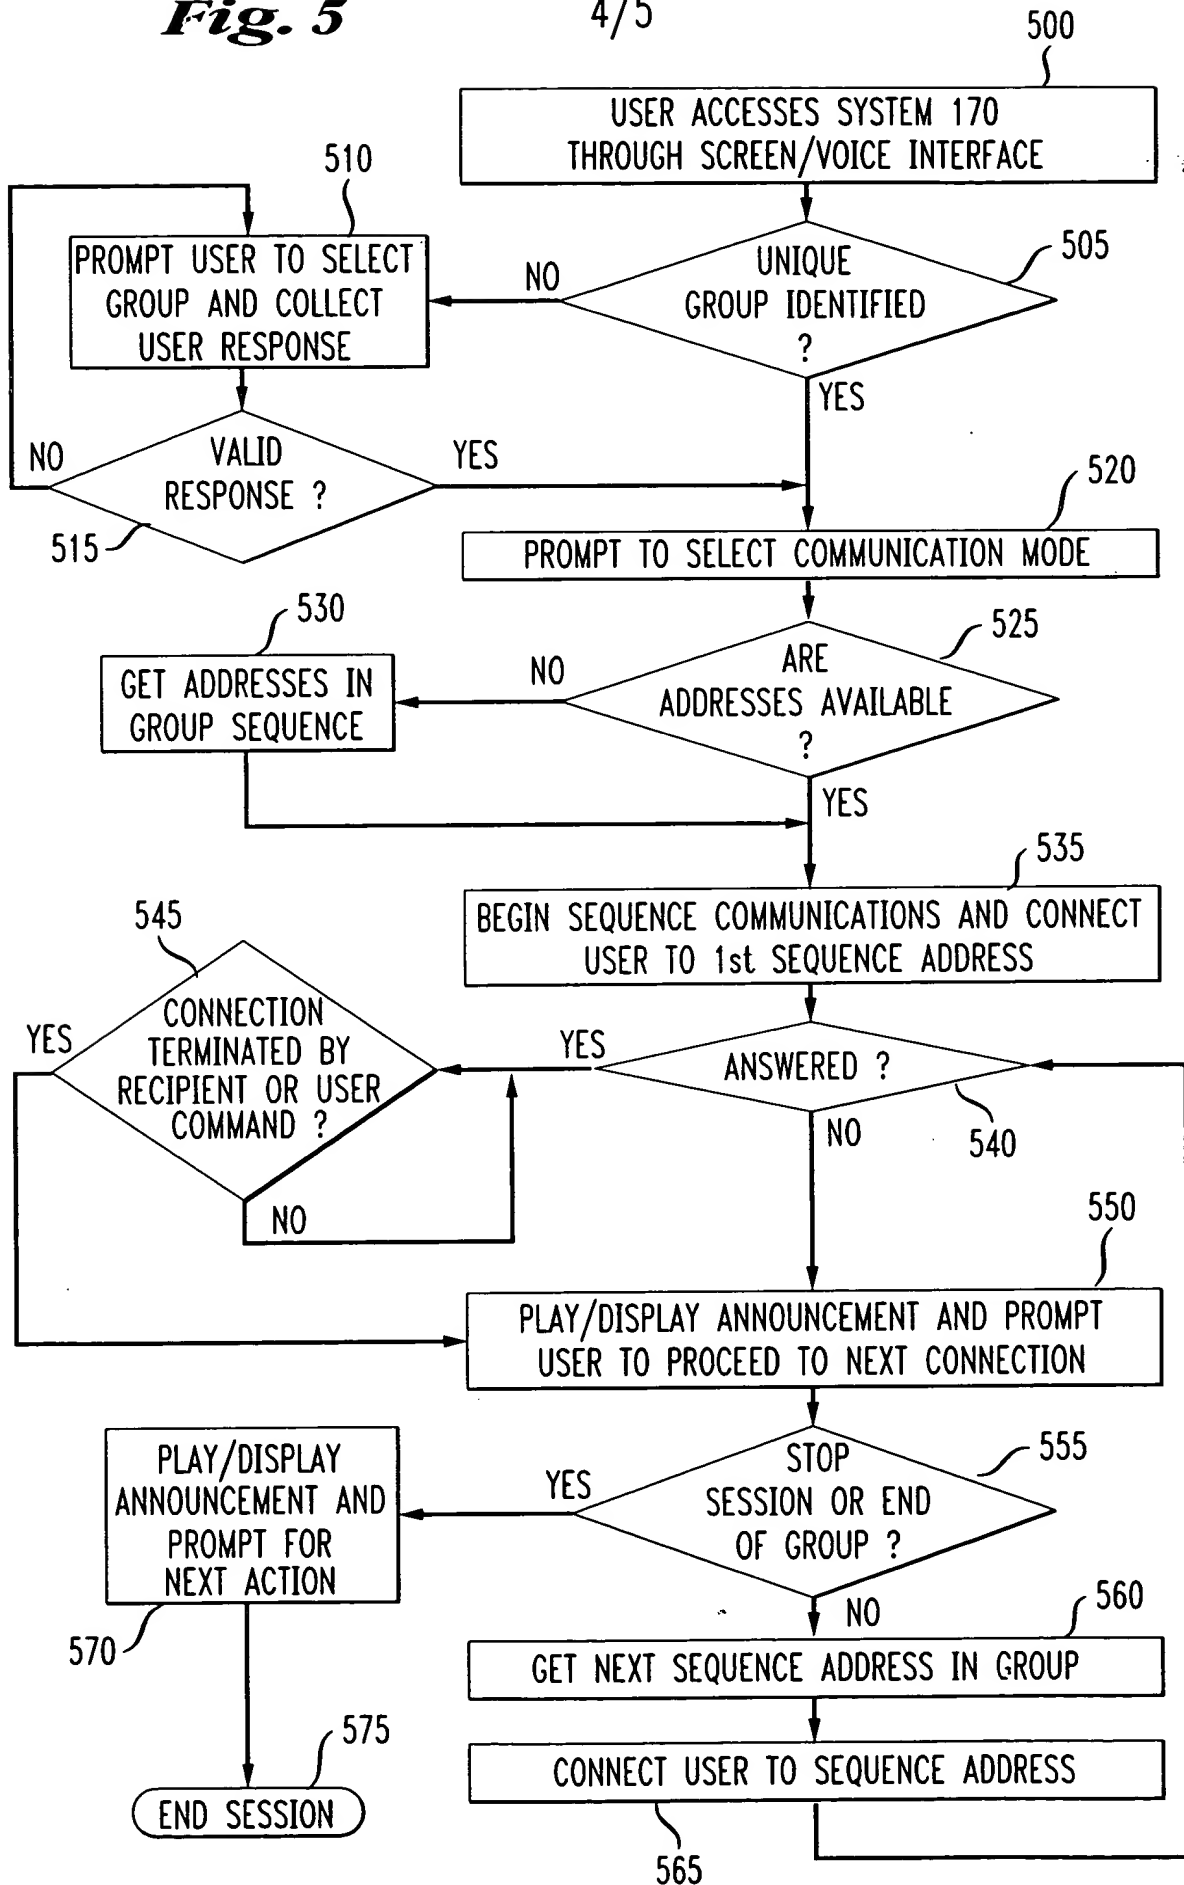 Fig. 5
4/5
500
USER ACCESSES SYSTEM 170
THROUGH SCREEN/VOICE INTERFACE
510
PROMPT USER TO SELECT
GROUP AND COLLECT
USER RESPONSE
NO
UNIQUE
GROUP IDENTIFIED
?
505
YES
NO
VALID
RESPONSE ?
YES
515
520
PROMPT TO SELECT COMMUNICATION MODE
530
GET ADDRESSES IN
GROUP SEQUENCE
NO
ARE
ADDRESSES AVAILABLE
?
525
YES
535
BEGIN SEQUENCE COMMUNICATIONS AND CONNECT
USER TO 1st SEQUENCE ADDRESS
545
YES
CONNECTION
TERMINATED BY
RECIPIENT OR USER
COMMAND ?
NO
YES
ANSWERED ?
540
NO
550
PLAY/DISPLAY ANNOUNCEMENT AND PROMPT
USER TO PROCEED TO NEXT CONNECTION
PLAY/DISPLAY
ANNOUNCEMENT AND
PROMPT FOR
NEXT ACTION
570
YES
STOP
SESSION OR END
OF GROUP ?
555
NO
560
GET NEXT SEQUENCE ADDRESS IN GROUP
575
END SESSION
CONNECT USER TO SEQUENCE ADDRESS
565